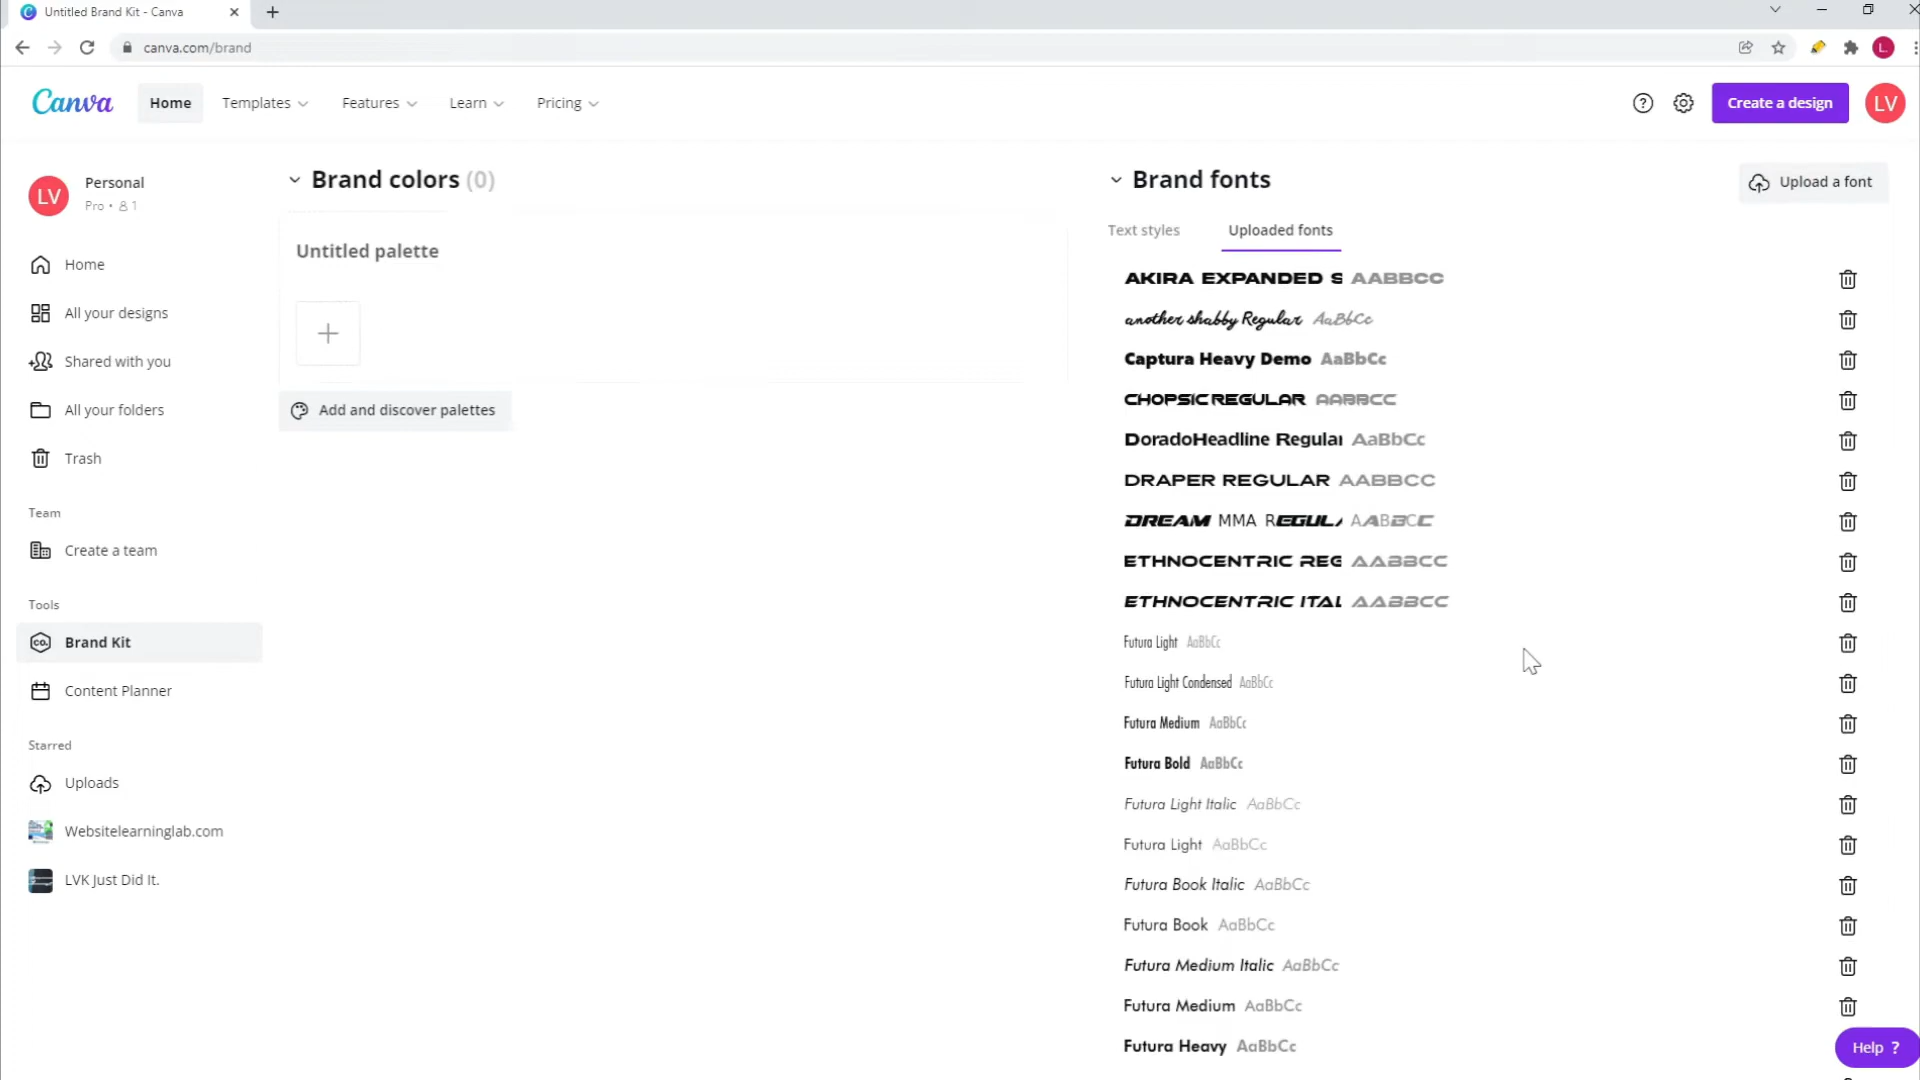 Untitled Brand Kit - Canva
canva.com/brand
L
Canva
Home
Templates
Features
Learn
Pricing
?
Create a design
LV
LV
Personal
Pro • 1
Home
All your designs
Shared with you
All your folders
Trash
Team
Create a team
Tools
CO.
Brand Kit
Content Planner
Starred
Uploads
Websitelearninglab.com
LVK Just Did It.
Brand colors (0)
Untitled palette
Add and discover palettes
Brand fonts
Upload a font
Text styles
Uploaded fonts
AKIRA EXPANDED S AABBCC
another shabby Regular AaBbCc
Captura Heavy Demo AaBbCc
CHOPSIC REGULAR AABBCC
DoradoHeadline Regular AaBbCc
DRAPER REGULAR AABBCC
DREAM MMA REGULA AABBCC
ETHNOCENTRIC REG AABBCC
ETHNOCENTRIC ITAL AABBCC
Futura Light AaBbCc
Futura Light Condensed AaBbCc
Futura Medium AaBbCc
Futura Bold AaBbCc
Futura Light Italic AaBbCc
Futura Light AaBbCc
Futura Book Italic AaBbCc
Futura Book AaBbCc
Futura Medium Italic AaBbCc
Futura Medium AaBbCc
Futura Heavy AaBbCc
Help ?